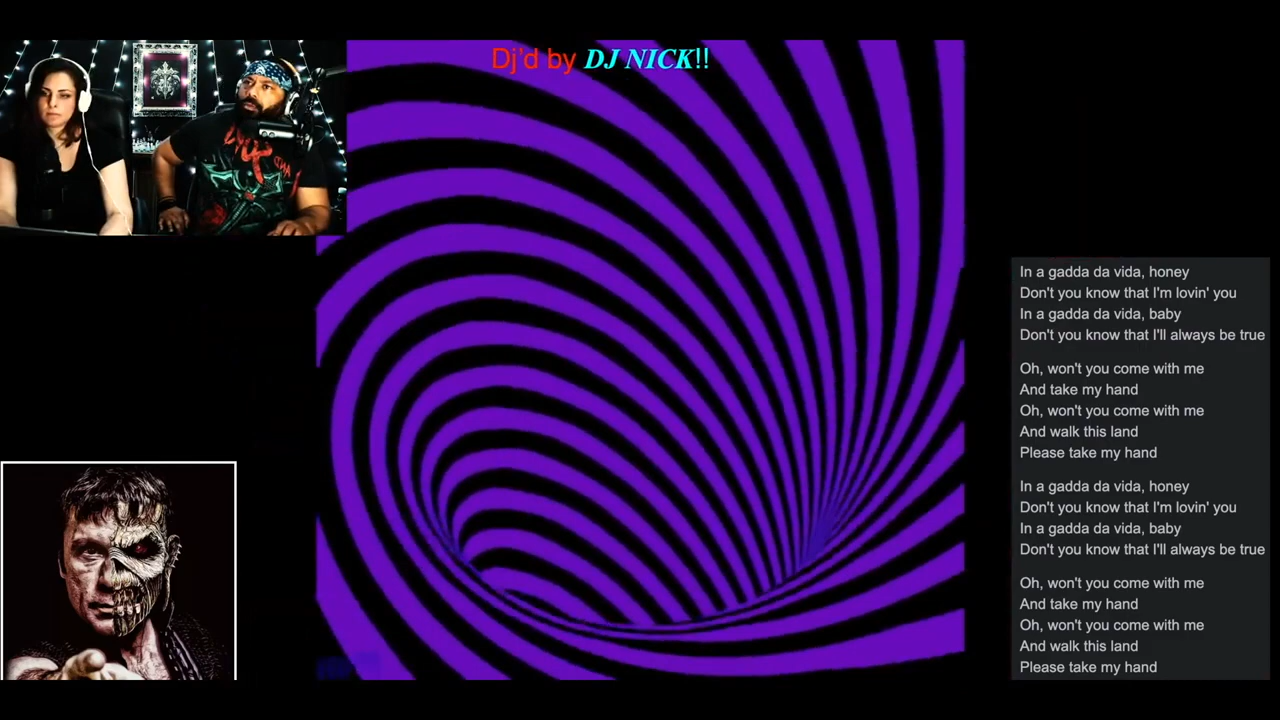 Dj'd by DJ NICK!!
In a gadda da vida, honey
Don't you know that I'm lovin' you
In a gadda da vida, baby
Don't you know that I'll always be true
Oh, won't you come with me
And take my hand
Oh, won't you come with me
And walk this land
Please take my hand
In a gadda da vida, honey
Don't you know that I'm lovin' you
In a gadda da vida, baby
Don't you know that I'll always be true
Oh, won't you come with me
And take my hand
Oh, won't you come with me
And walk this land
Please take my hand